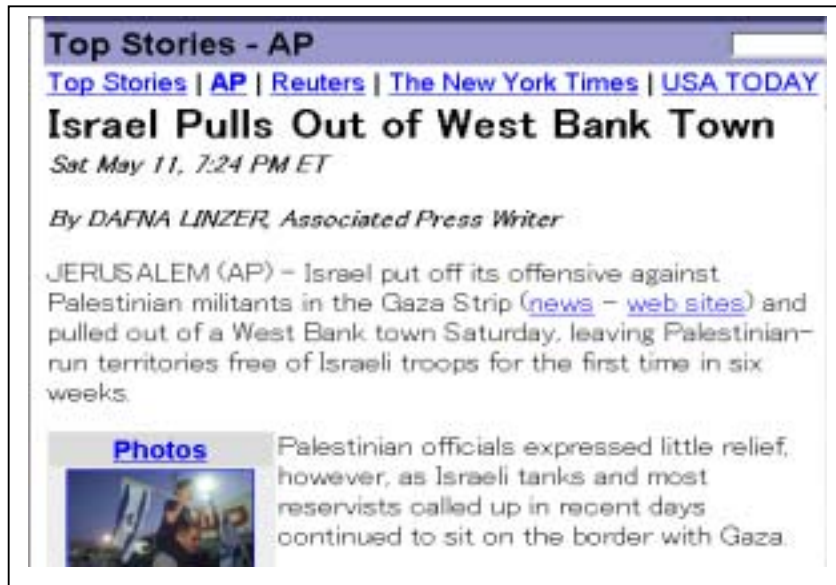 Top Stories - AP
Top Stories | AP | Reuters | The New York Times | USA TODAY
Israel Pulls Out of West Bank Town
Sat May 11, 7:24 PM ET
By DAFNA LINZER, Associated Press Writer
JERUSALEM (AP) - Israel put off its offensive against
Palestinian militants in the Gaza Strip (news - web sites) and
pulled out of a West Bank town Saturday, leaving Palestinian-
run territories free of Israeli troops for the first time in six
weeks.
Photos
Palestinian officials expressed little relief,
however, as Israeli tanks and most
reservists called up in recent days
continued to sit on the border with Gaza.